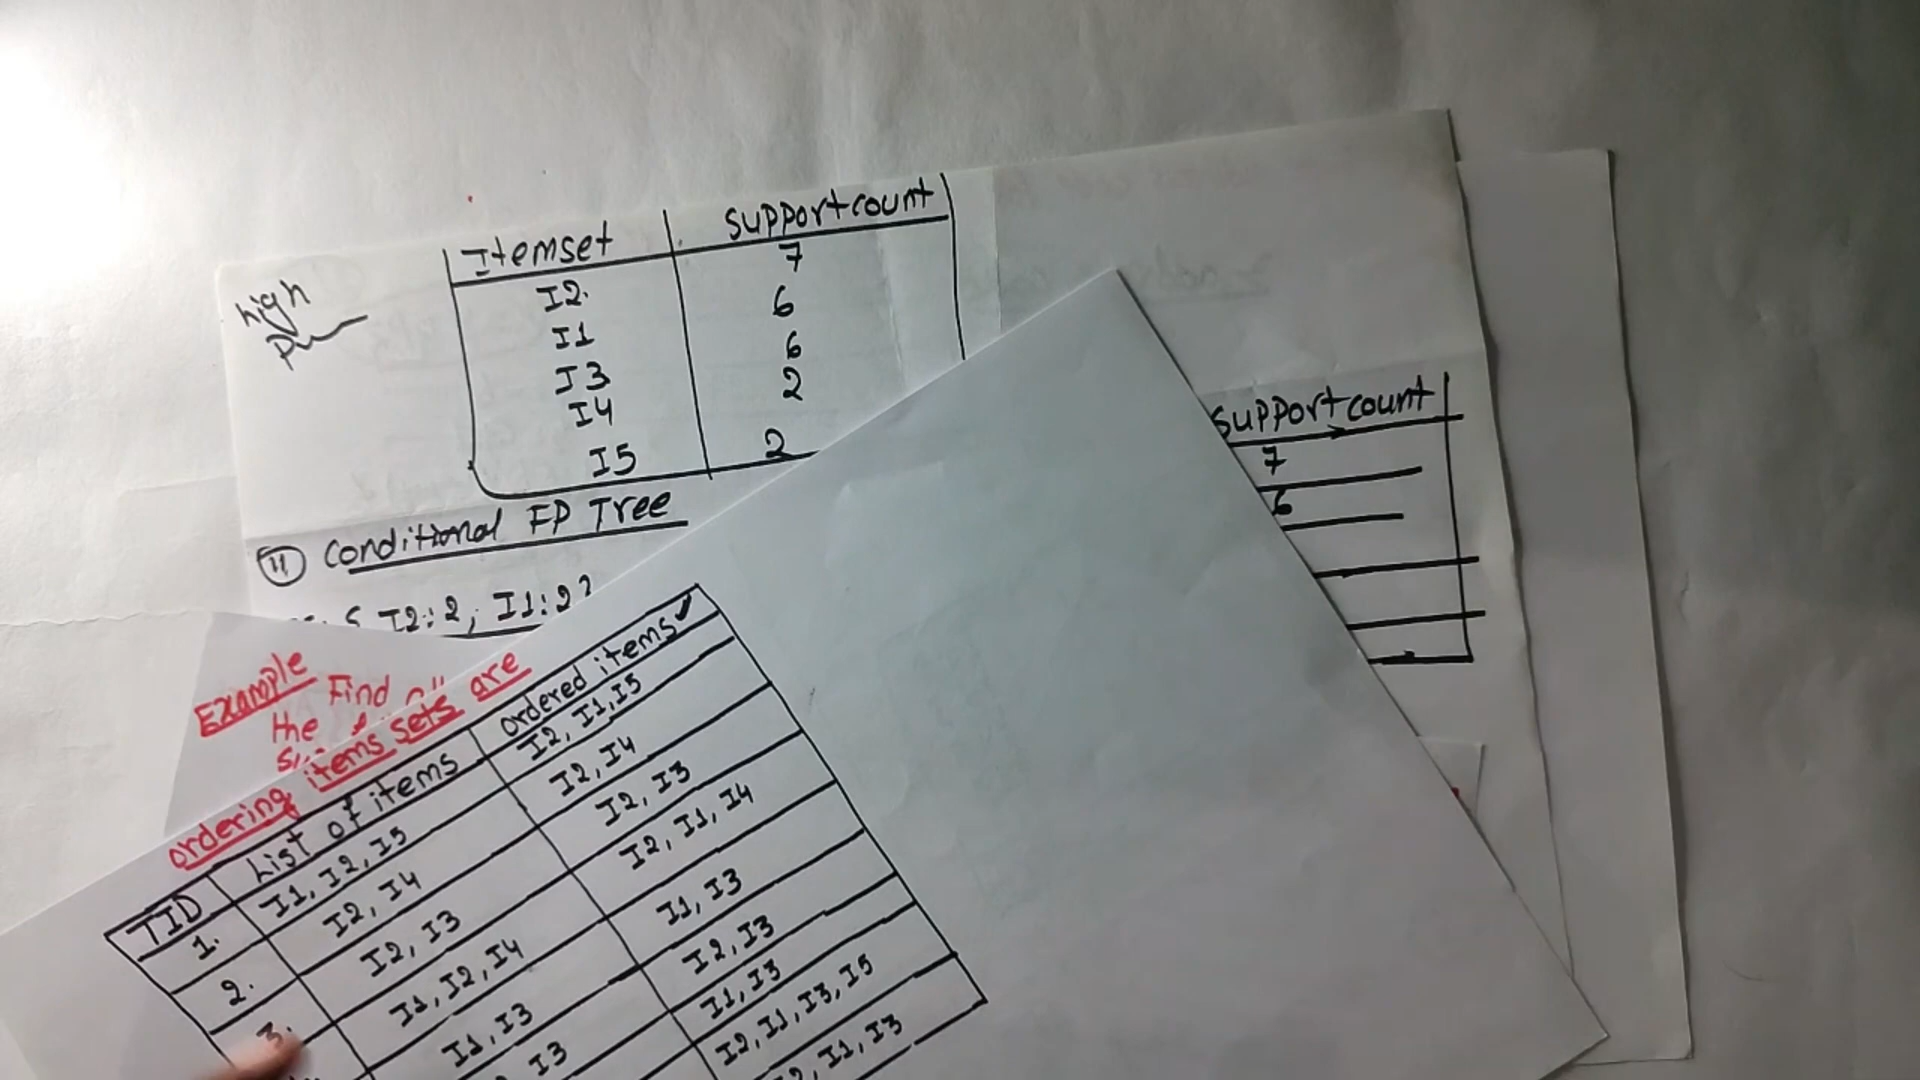 Itemset supportcount
I2. 7
I1 6
I3 6
I4 2
I5 2
high
11 conditional FP Tree
I2:2, I1:2
supportcount
7
6
Example Find
the
ordering items sets are
TID List of items ordered items ✓
1. I1, I2, I5 I2, I1, I5
2. I2, I4 I2, I4
3. I2, I3 I2, I3
I1, I2, I4 I2, I1, I4
I1, I3 I1, I3
I3 I2, I3
I1, I3
I2, I1, I3, I5
I1, I3